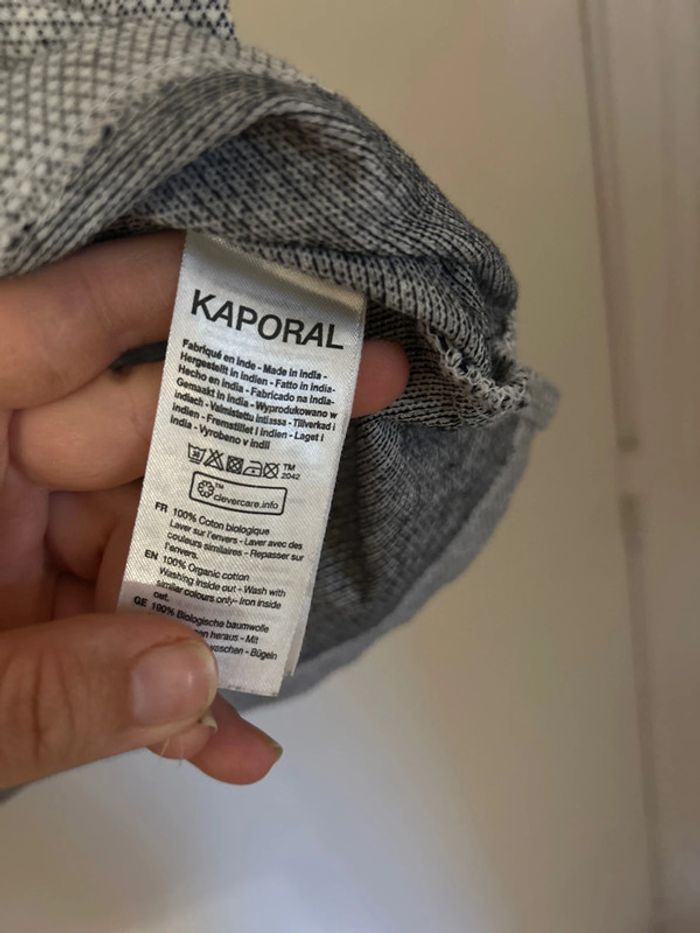 KAPORAL
Fabriqué en Inde - Made in India -
Hergestellt in Indien - Fatto in India-
Hecho en India - Fabricado na India-
Gemaakt in India - Wyprodukowano w
Indiach - Valmistettu Intiassa - Tillverkad i
Indien - Fremstillet i Indien - Laget i
India - Vyrobeno v Indii
30
TM
2042
TM
clevercare.info
FR 100% Coton biologique
Laver sur l'envers - Laver avec des
couleurs similaires - Repasser sur
l'envers.
EN 100% Organic cotton
Washing inside out - Wash with
similar colours only- Iron inside
out.
GE 100% Biologische baumwolle
heraus - Mit
waschen - Bügeln